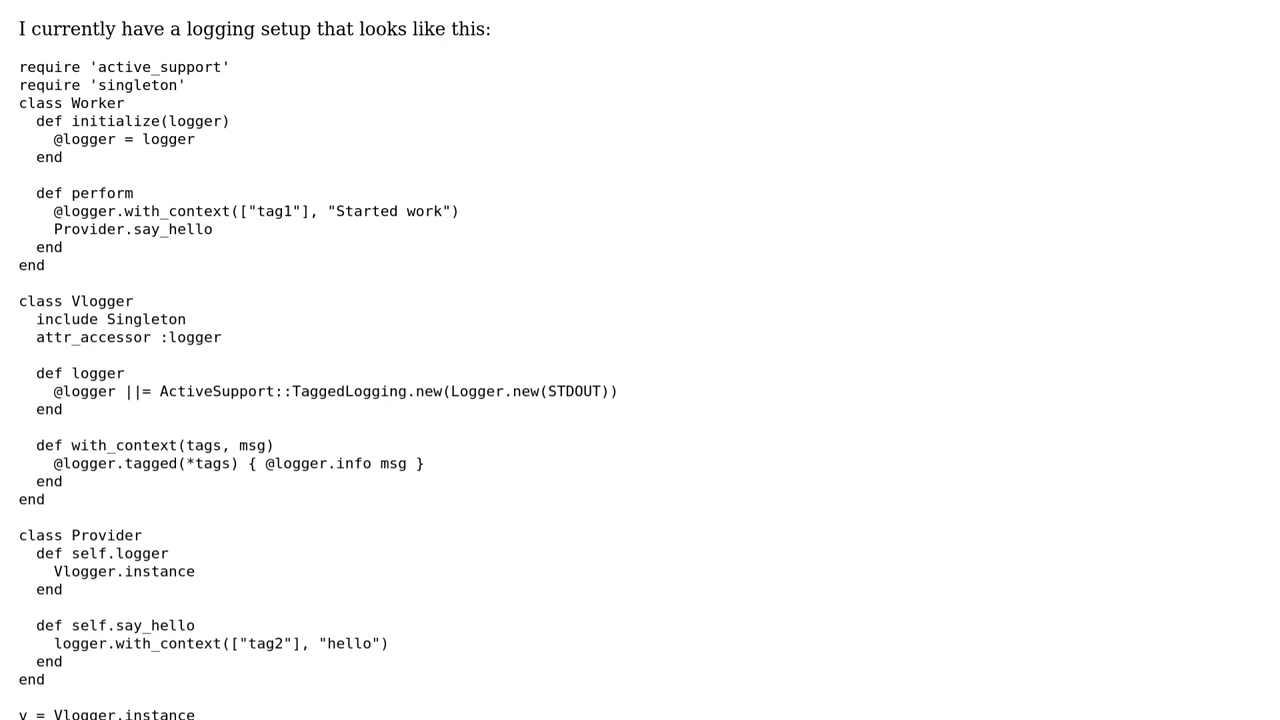 I currently have a logging setup that looks like this:
require 'active_support'
require 'singleton'
class Worker
  def initialize(logger)
    @logger = logger
  end

  def perform
    @logger.with_context(["tag1"], "Started work")
    Provider.say_hello
  end
end

class Vlogger
  include Singleton
  attr_accessor :logger

  def logger
    @logger ||= ActiveSupport::TaggedLogging.new(Logger.new(STDOUT))
  end

  def with_context(tags, msg)
    @logger.tagged(*tags) { @logger.info msg }
  end
end

class Provider
  def self.logger
    Vlogger.instance
  end

  def self.say_hello
    logger.with_context(["tag2"], "hello")
  end
end

v = Vlogger.instance